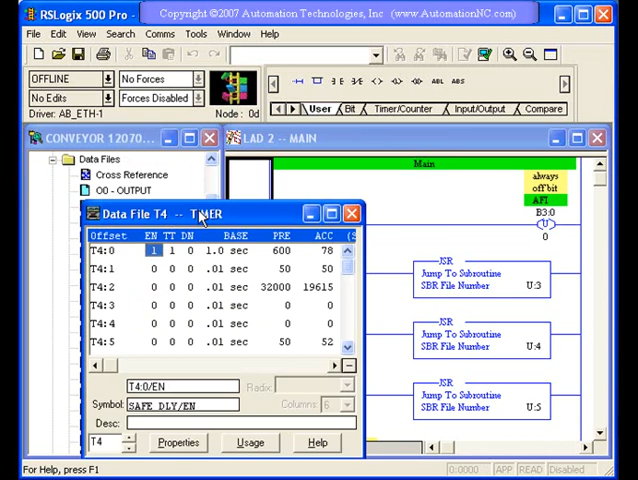 RSLogix 500 Pro -
Copyright ©2007 Automation Technologies, Inc (www.AutomationNC.com)
File Edit View Search Comms Tools Window Help
OFFLINE No Forces
No Edits Forces Disabled
Driver: AB_ETH-1 Node : 0d
ABL ABS
User Bit Timer/Counter Input/Output Compare
CONVEYOR 12070...
LAD 2 -- MAIN
Data Files
Cross Reference
O0 - OUTPUT
Main
always
off bit
AFI
B3:0
U
0
Data File T4 -- TIMER
Offset EN TT DN BASE PRE ACC (S
T4:0 1 1 0 1.0 sec 600 78
T4:1 0 0 0 .01 sec 50 50
T4:2 0 0 0 .01 sec 32000 19615
T4:3 0 0 0 .01 sec 0 0
T4:4 0 0 0 .01 sec 0 0
T4:5 0 0 0 .01 sec 50 52
T4:0/EN Radix:
Symbol: SAFE_DLY/EN Columns: 6
Desc:
T4 Properties Usage Help
JSR
Jump To Subroutine
SBR File Number U:3
JSR
Jump To Subroutine
SBR File Number U:4
JSR
Jump To Subroutine
SBR File Number U:5
For Help, press F1
0:0000 APP READ Disabled